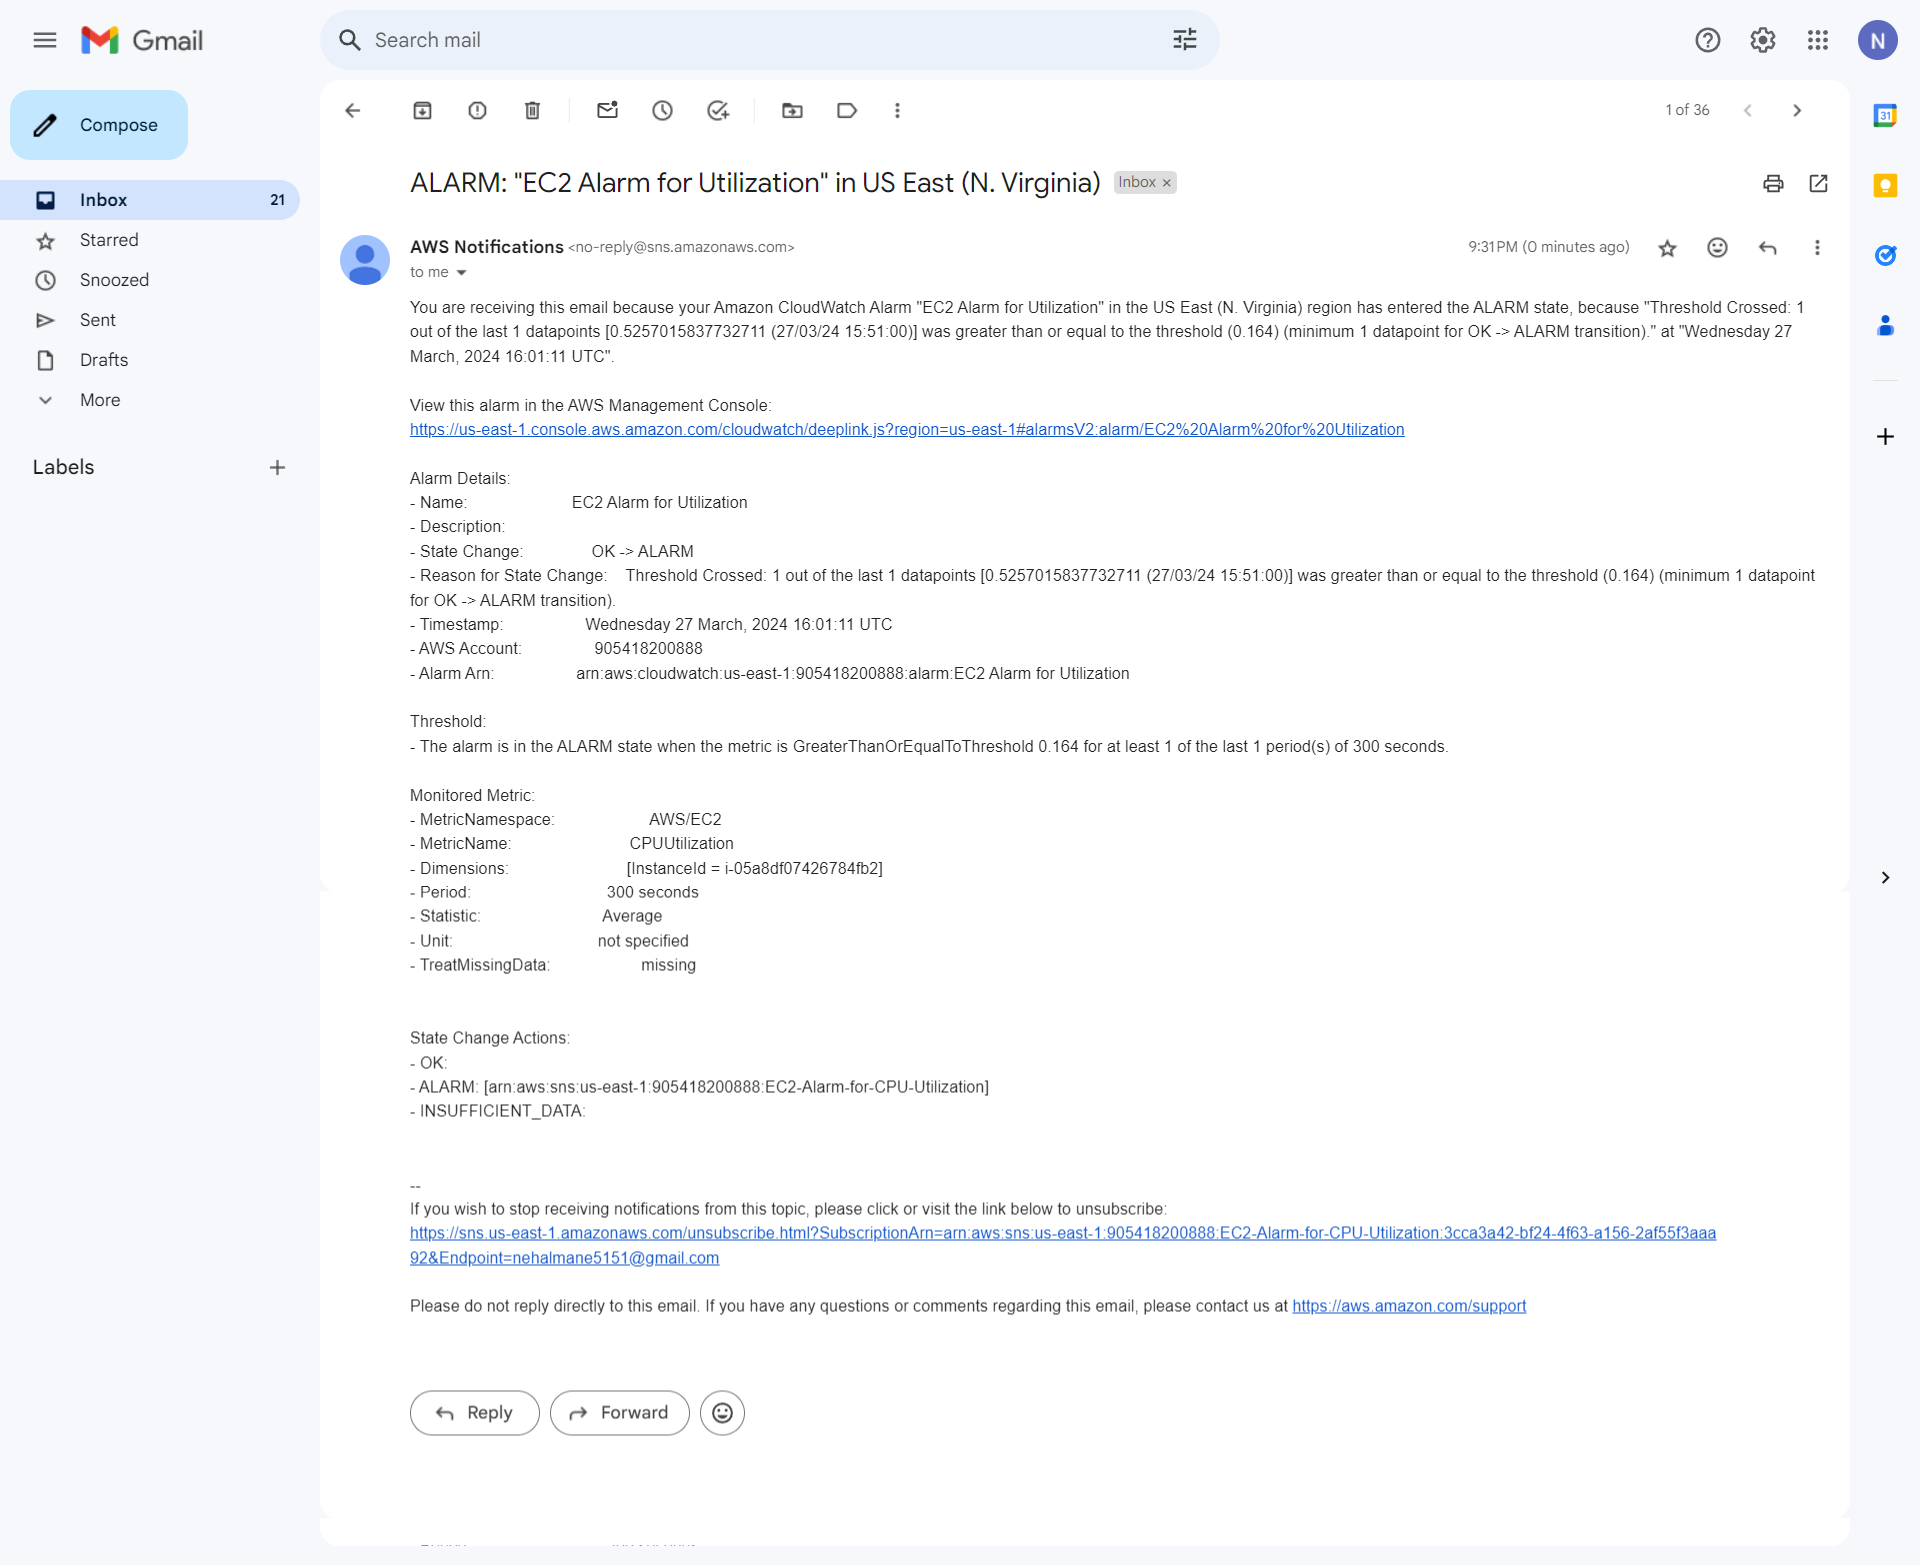 Gmail
Search mail
N
Compose
1 of 36
31
Inbox 21
Starred
Snoozed
Sent
Drafts
More
Labels
ALARM: "EC2 Alarm for Utilization" in US East (N. Virginia) Inbox ×
AWS Notifications <no-reply@sns.amazonaws.com>
9:31 PM (0 minutes ago)
to me
You are receiving this email because your Amazon CloudWatch Alarm "EC2 Alarm for Utilization" in the US East (N. Virginia) region has entered the ALARM state, because "Threshold Crossed: 1
out of the last 1 datapoints [0.5257015837732711 (27/03/24 15:51:00)] was greater than or equal to the threshold (0.164) (minimum 1 datapoint for OK -> ALARM transition)." at "Wednesday 27
March, 2024 16:01:11 UTC".
View this alarm in the AWS Management Console:
https://us-east-1.console.aws.amazon.com/cloudwatch/deeplink.js?region=us-east-1#alarmsV2:alarm/EC2%20Alarm%20for%20Utilization
Alarm Details:
- Name: EC2 Alarm for Utilization
- Description:
- State Change: OK -> ALARM
- Reason for State Change: Threshold Crossed: 1 out of the last 1 datapoints [0.5257015837732711 (27/03/24 15:51:00)] was greater than or equal to the threshold (0.164) (minimum 1 datapoint
for OK -> ALARM transition).
- Timestamp: Wednesday 27 March, 2024 16:01:11 UTC
- AWS Account: 905418200888
- Alarm Arn: arn:aws:cloudwatch:us-east-1:905418200888:alarm:EC2 Alarm for Utilization
Threshold:
- The alarm is in the ALARM state when the metric is GreaterThanOrEqualToThreshold 0.164 for at least 1 of the last 1 period(s) of 300 seconds.
Monitored Metric:
- MetricNamespace: AWS/EC2
- MetricName: CPUUtilization
- Dimensions: [InstanceId = i-05a8df07426784fb2]
- Period: 300 seconds
- Statistic: Average
- Unit: not specified
- TreatMissingData: missing
State Change Actions:
- OK:
- ALARM: [arn:aws:sns:us-east-1:905418200888:EC2-Alarm-for-CPU-Utilization]
- INSUFFICIENT_DATA:
--
If you wish to stop receiving notifications from this topic, please click or visit the link below to unsubscribe:
https://sns.us-east-1.amazonaws.com/unsubscribe.html?SubscriptionArn=arn:aws:sns:us-east-1:905418200888:EC2-Alarm-for-CPU-Utilization:3cca3a42-bf24-4f63-a156-2af55f3aaa
92&Endpoint=nehalmane5151@gmail.com
Please do not reply directly to this email. If you have any questions or comments regarding this email, please contact us at https://aws.amazon.com/support
Reply
Forward